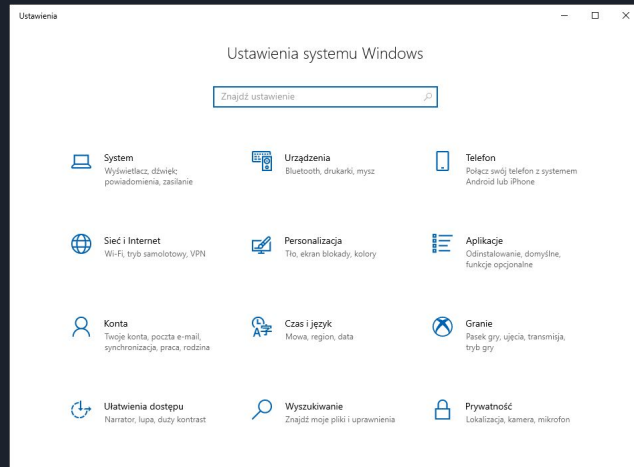 Ustawienia
Ustawienia systemu Windows
Znajdź ustawienie
System
Wyświetlacz, dźwięk;
powiadomienia, zasilanie
Urządzenia
Bluetooth, drukarki, mysz
Telefon
Połącz swój telefon z systemem
Android lub iPhone
Sieć i Internet
Wi-Fi, tryb samolotowy, VPN
Personalizacja
Tło, ekran blokady, kolory
Aplikacje
Odinstalowanie, domyślne,
funkcje opcjonalne
Konta
Twoje konta, poczta e-mail,
synchronizacja, praca, rodzina
Czas i język
Mowa, region, data
Granie
Pasek gry, ujęcia, transmisja,
tryb gry
Ułatwienia dostępu
Narrator, lupa, duży kontrast
Wyszukiwanie
Znajdź moje pliki i uprawnienia
Prywatność
Lokalizacja, kamera, mikrofon